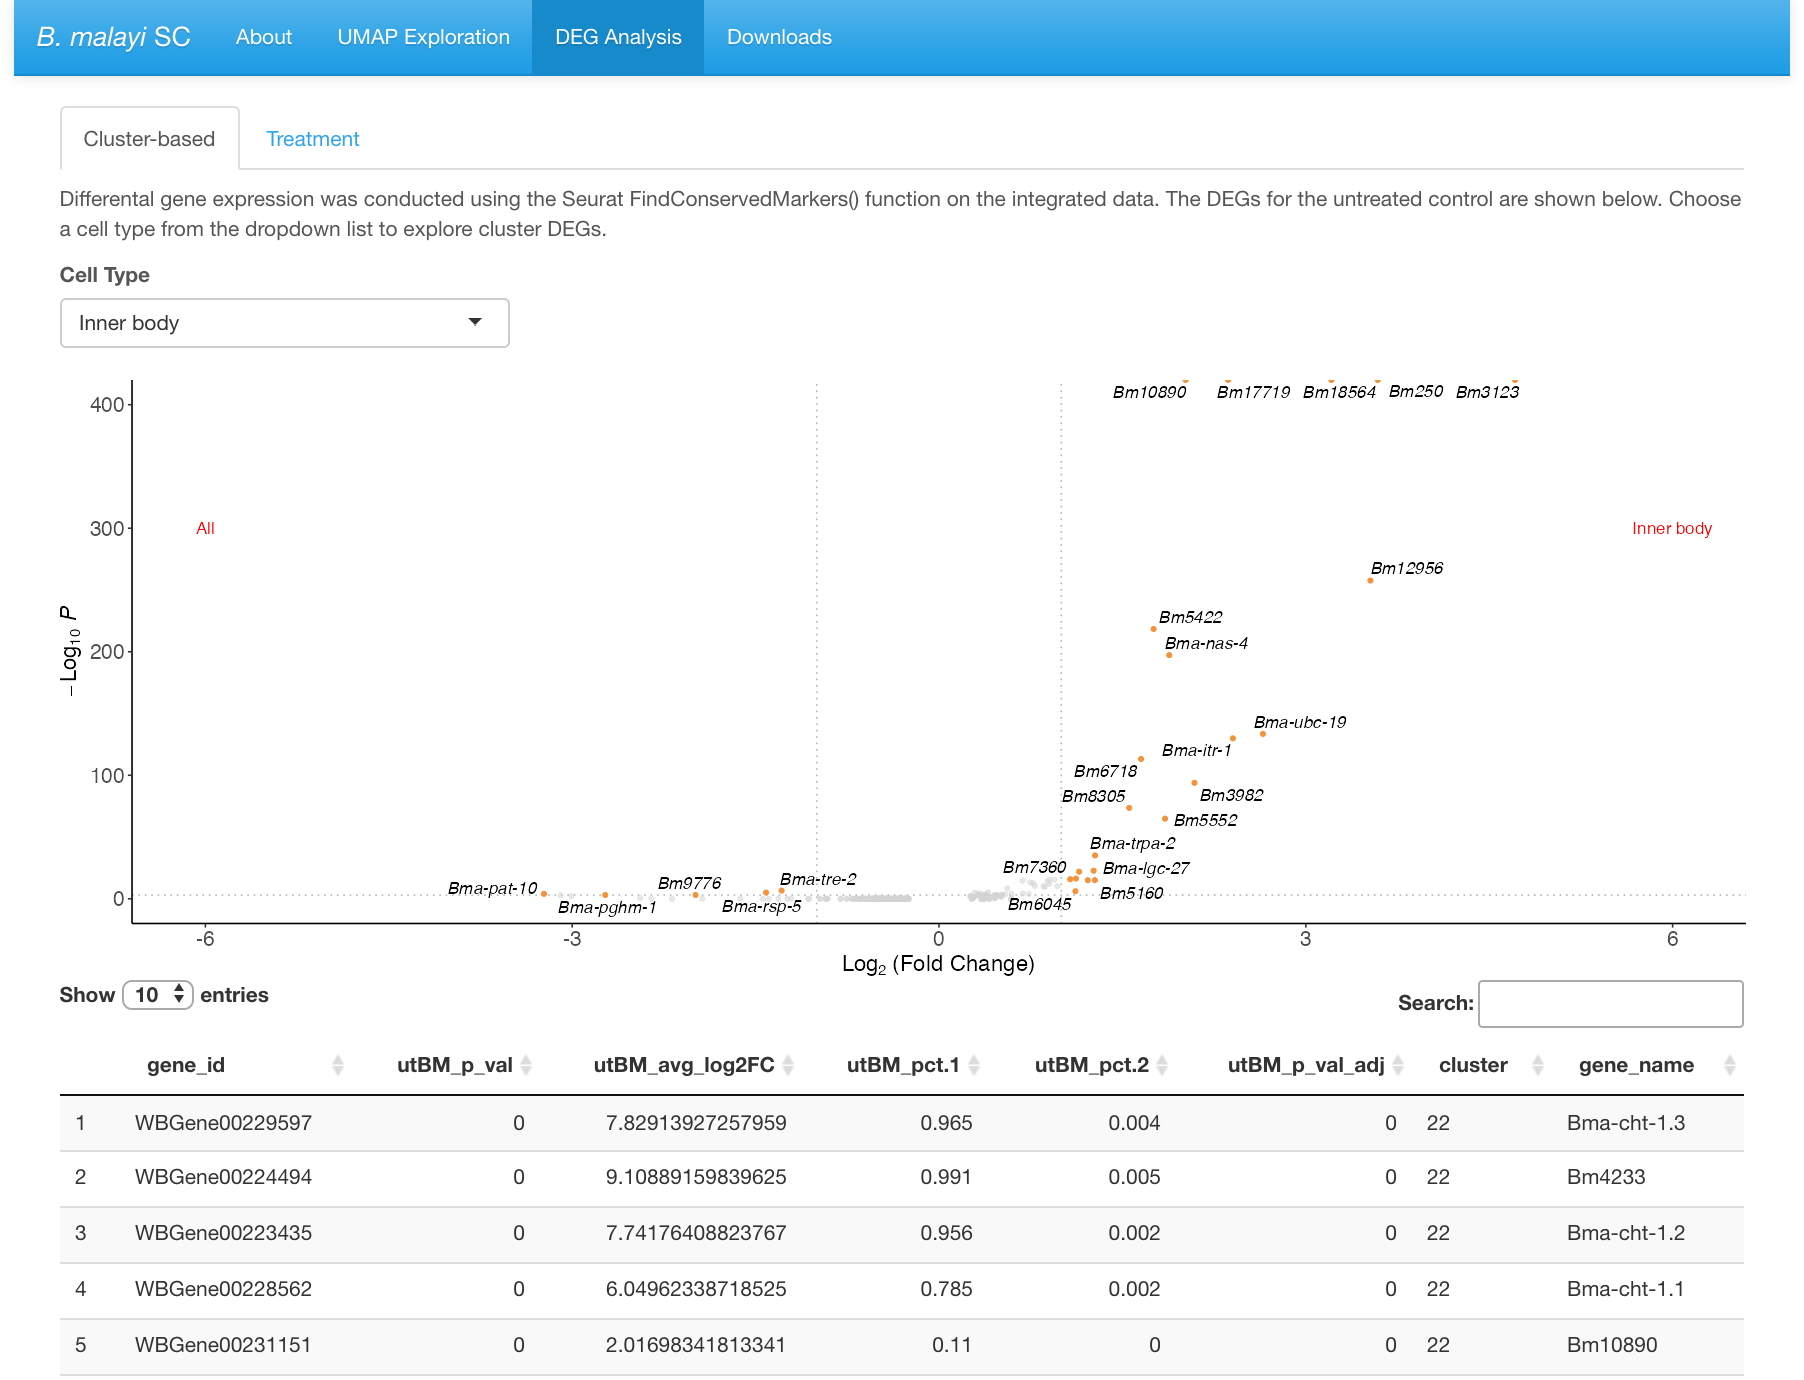 B. malayi SC About UMAP Exploration DEG Analysis Downloads
Cluster-based Treatment
Differental gene expression was conducted using the Seurat FindConservedMarkers() function on the integrated data. The DEGs for the untreated control are shown below. Choose
a cell type from the dropdown list to explore cluster DEGs.
Cell Type
Inner body
400
Bm10890 Bm17719 Bm18564 Bm250 Bm3123
300
All Inner body
Bm12956
Bm5422
Bma-nas-4
200
−Log10 P
Bma-ubc-19
Bma-itr-1
Bm6718
100
Bm8305 Bm3982
Bm5552
Bma-trpa-2
Bm7360 Bma-lgc-27
Bma-pat-10 Bm9776 Bma-tre-2
0
Bma-pghm-1 Bma-rsp-5 Bm6045 Bm5160
-6 -3 0 3 6
Log2 (Fold Change)
Show 10 entries
Search:
gene_id utBM_p_val utBM_avg_log2FC utBM_pct.1 utBM_pct.2 utBM_p_val_adj cluster gene_name
1 WBGene00229597 0 7.82913927257959 0.965 0.004 0 22 Bma-cht-1.3
2 WBGene00224494 0 9.10889159839625 0.991 0.005 0 22 Bm4233
3 WBGene00223435 0 7.74176408823767 0.956 0.002 0 22 Bma-cht-1.2
4 WBGene00228562 0 6.04962338718525 0.785 0.002 0 22 Bma-cht-1.1
5 WBGene00231151 0 2.01698341813341 0.11 0 0 22 Bm10890